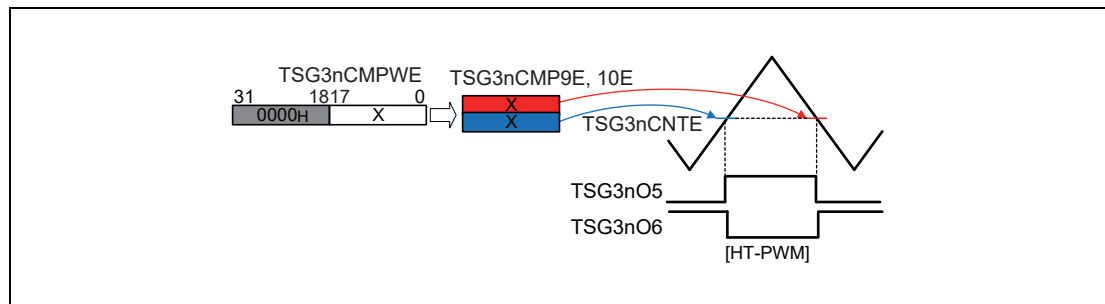 TSG3nCMPWE
TSG3nCMP9E, 10E
31 1817 0
0000H X
X
X
TSG3nCNTE
TSG3nO5
TSG3nO6
[HT-PWM]